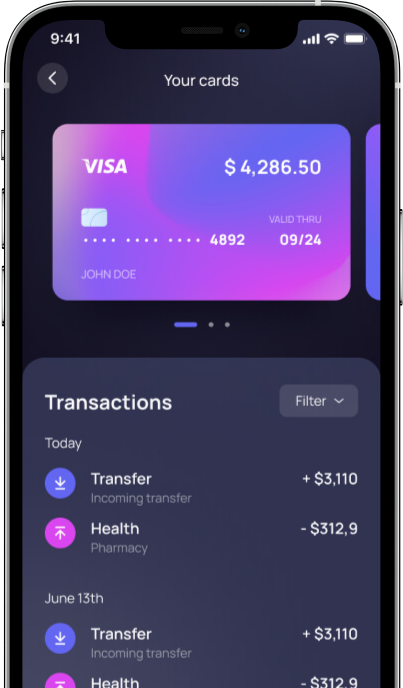 9:41
Your cards
VISA
$ 4,286.50
VALID THRU
•••• •••• •••• 4892
09/24
JOHN DOE
Transactions
Filter
Today
Transfer
+ $3,110
Incoming transfer
Health
- $312,9
Pharmacy
June 13th
Transfer
+ $3,110
Incoming transfer
Health
- $312,9